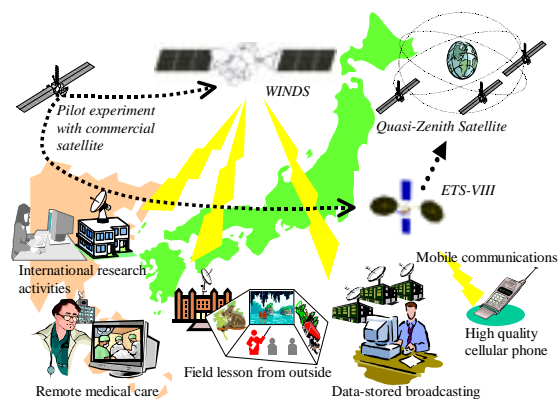 WINDS
Pilot experiment
with commercial
satellite
Quasi-Zenith Satellite
ETS-VIII
International research
activities
Mobile communications
High quality
cellular phone
Remote medical care
Field lesson from outside
Data-stored broadcasting